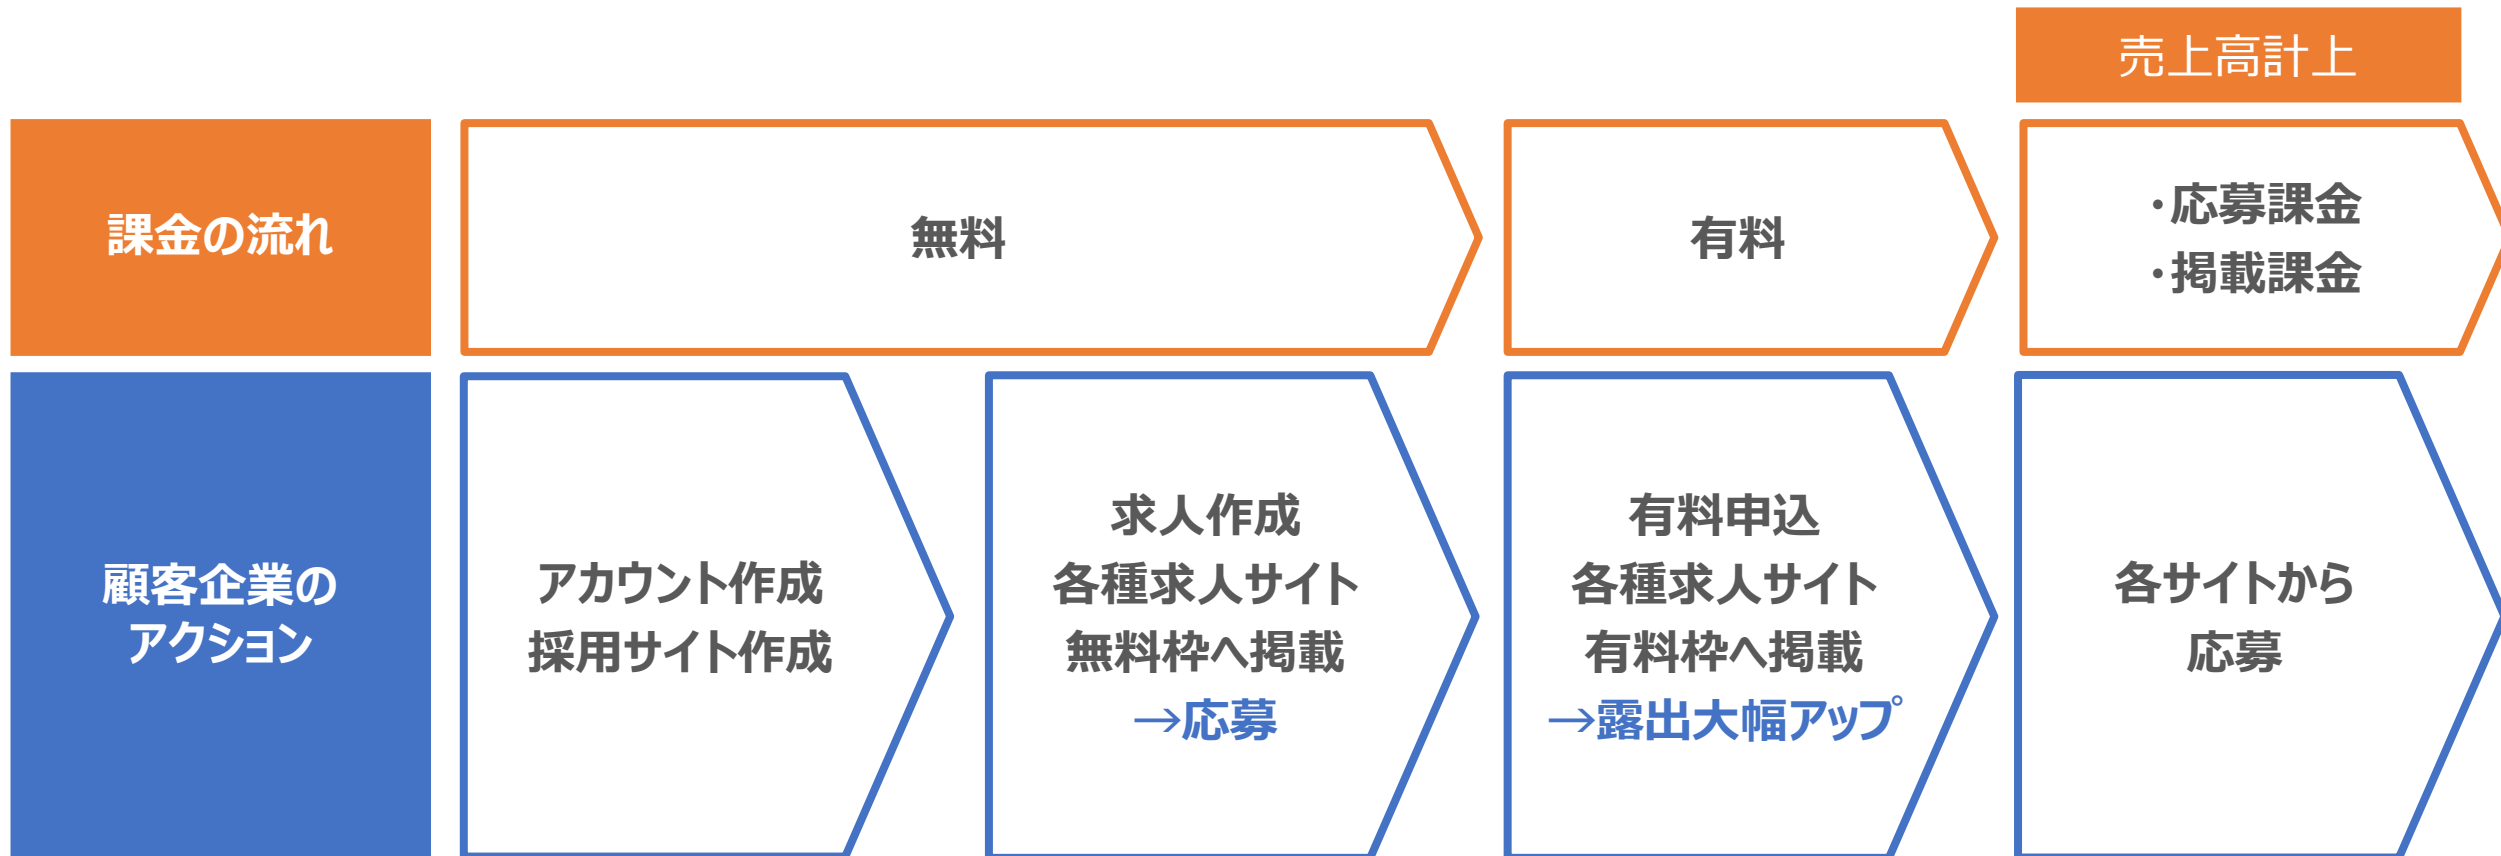 売上高計上
課金の流れ
無料
有料
・応募課金
・掲載課金
顧客企業の
アクション
アカウント作成
採用サイト作成
求人作成
各種求人サイト
無料枠へ掲載
→応募
有料申込
各種求人サイト
有料枠へ掲載
→露出大幅アップ
各サイトから
応募